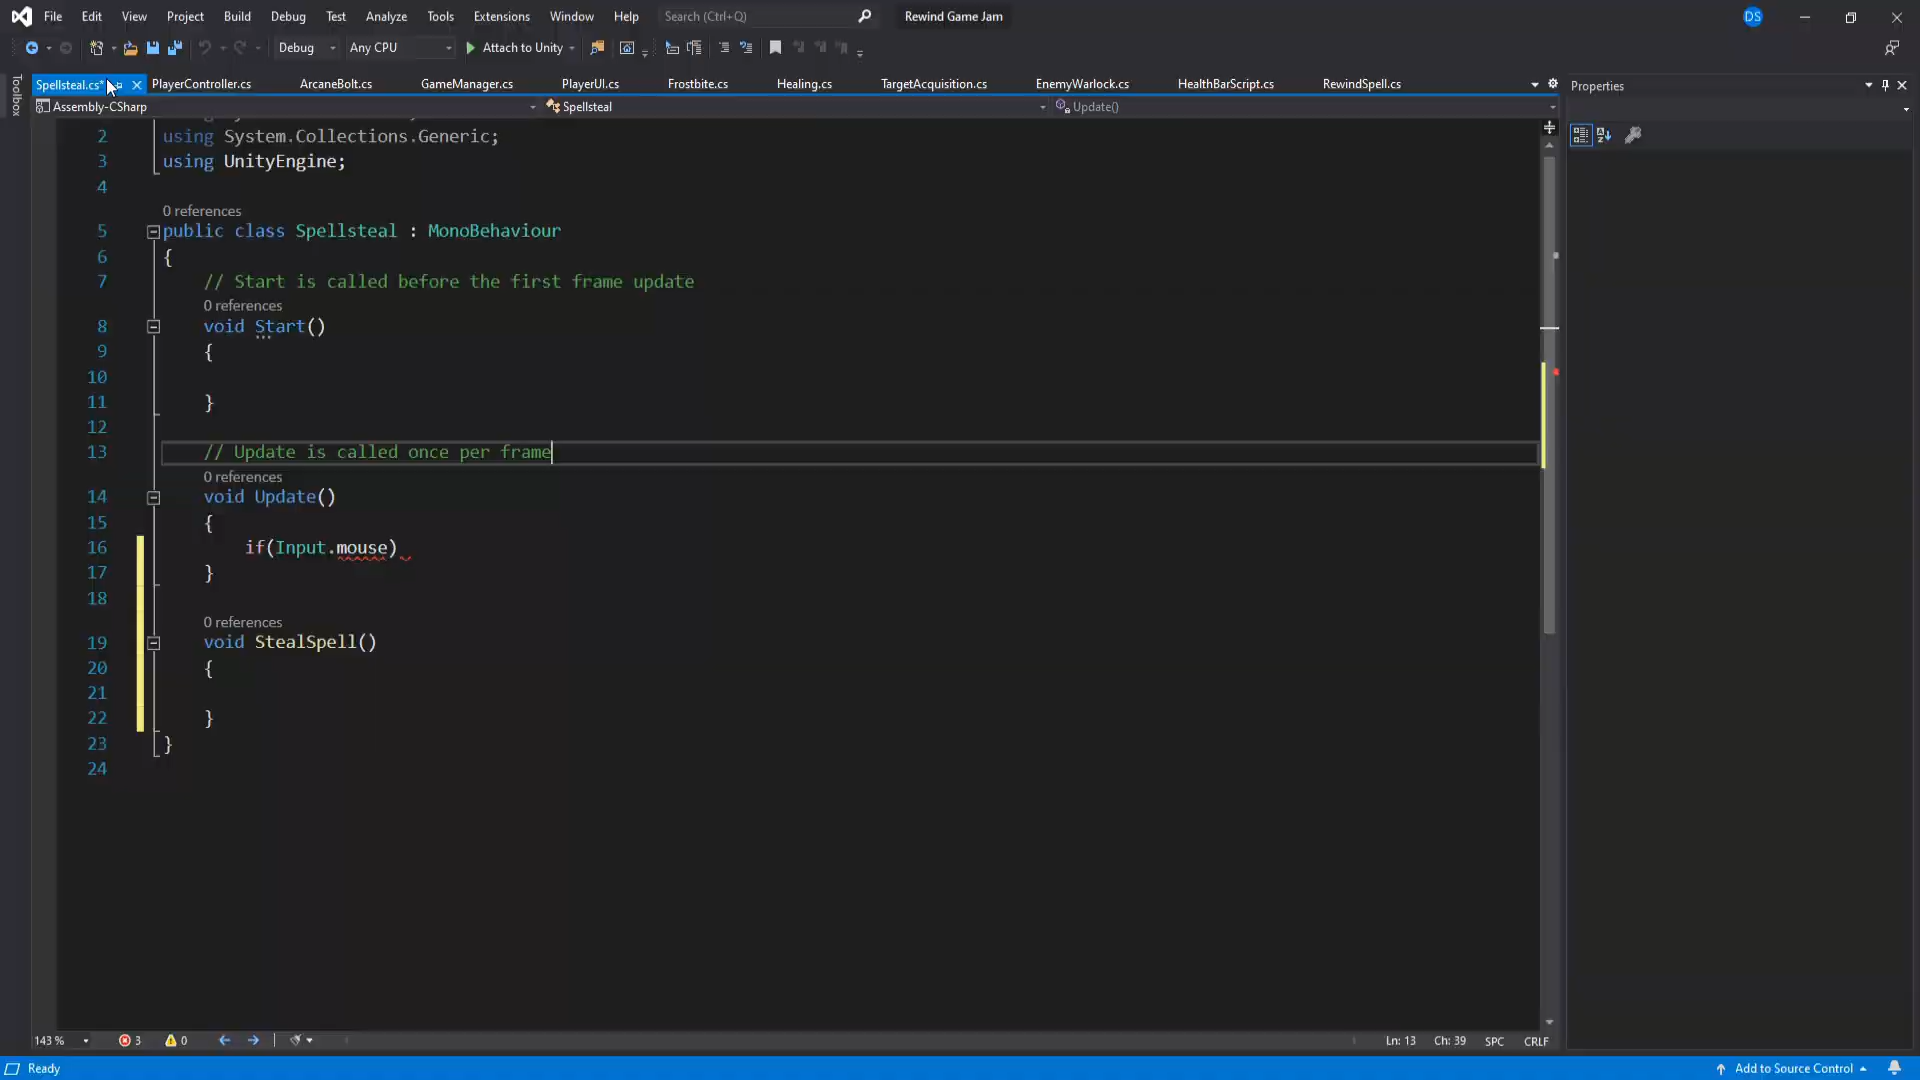 File Edit View Project Build Debug Test Analyze Tools Extensions Window Help Search (Ctrl+Q) Rewind Game Jam DS
Debug Any CPU Attach to Unity
Toolbox
Spellsteal.cs* PlayerController.cs ArcaneBolt.cs GameManager.cs PlayerUI.cs Frostbite.cs Healing.cs TargetAcquisition.cs EnemyWarlock.cs HealthBarScript.cs RewindSpell.cs Properties
Assembly-CSharp Spellsteal Update()
2 using System.Collections.Generic;
3 using UnityEngine;
4
0 references
5 public class Spellsteal : MonoBehaviour
6 {
7 // Start is called before the first frame update
0 references
8 void Start()
9 {
10
11 }
12
13 // Update is called once per frame
0 references
14 void Update()
15 {
16 if(Input.mouse)
17 }
18
0 references
19 void StealSpell()
20 {
21
22 }
23 }
24
143 % 3 0 Ln: 13 Ch: 39 SPC CRLF
Ready Add to Source Control